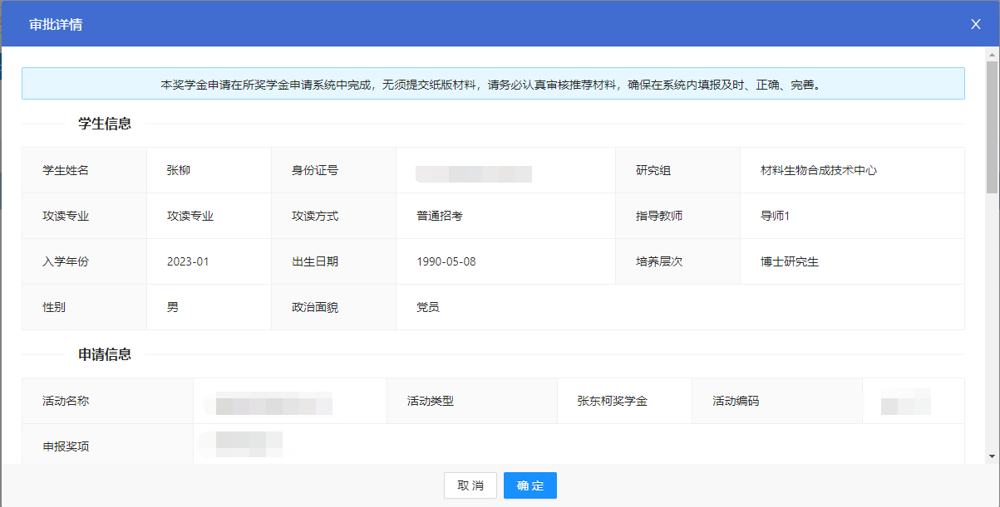 审批详情 X
本奖学金申请在所奖学金申请系统中完成，无须提交纸版材料，请务必认真审核推荐材料，确保在系统内填报及时、正确、完善。
学生信息
学生姓名 张柳 身份证号 研究组 材料生物合成技术中心
攻读专业 攻读专业 攻读方式 普通招考 指导教师 导师1
入学年份 2023-01 出生日期 1990-05-08 培养层次 博士研究生
性别 男 政治面貌 党员
申请信息
活动名称 活动类型 张东柯奖学金 活动编码
申报奖项
取 消 确 定